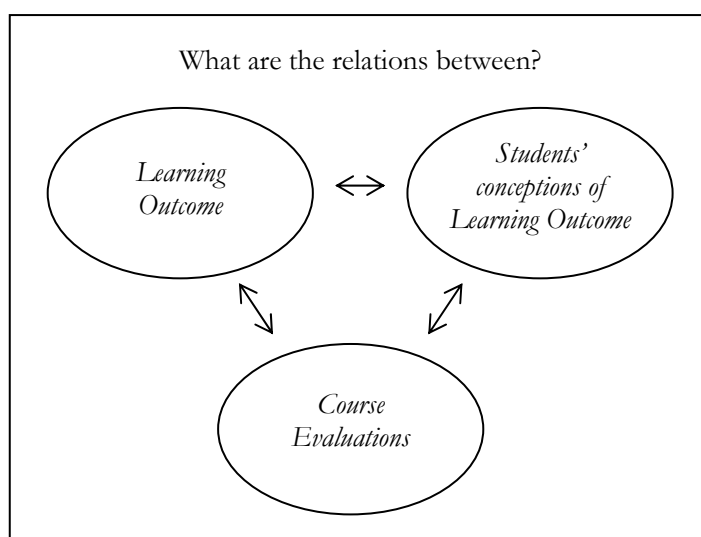 What are the relations between?
Learning
Outcome
Students’
conceptions of
Learning Outcome
Course
Evaluations